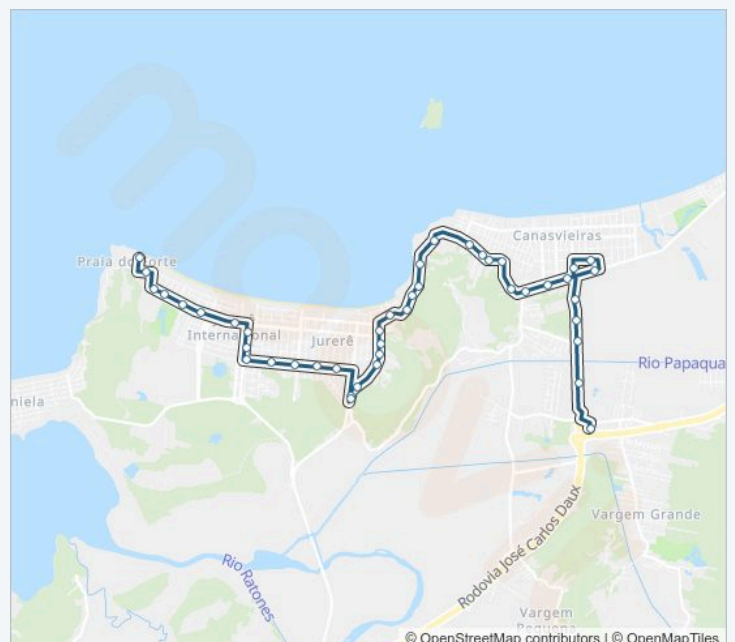 Canasvieiras
Praia do Forte
Internacional
Jurerê
Rio Papaqua
niela
Vargem Grande
Rodovia José Carlos Daux
Rio Ratones
Vargem
Pequena
© OpenStreetMap contributors | © OpenMapTiles